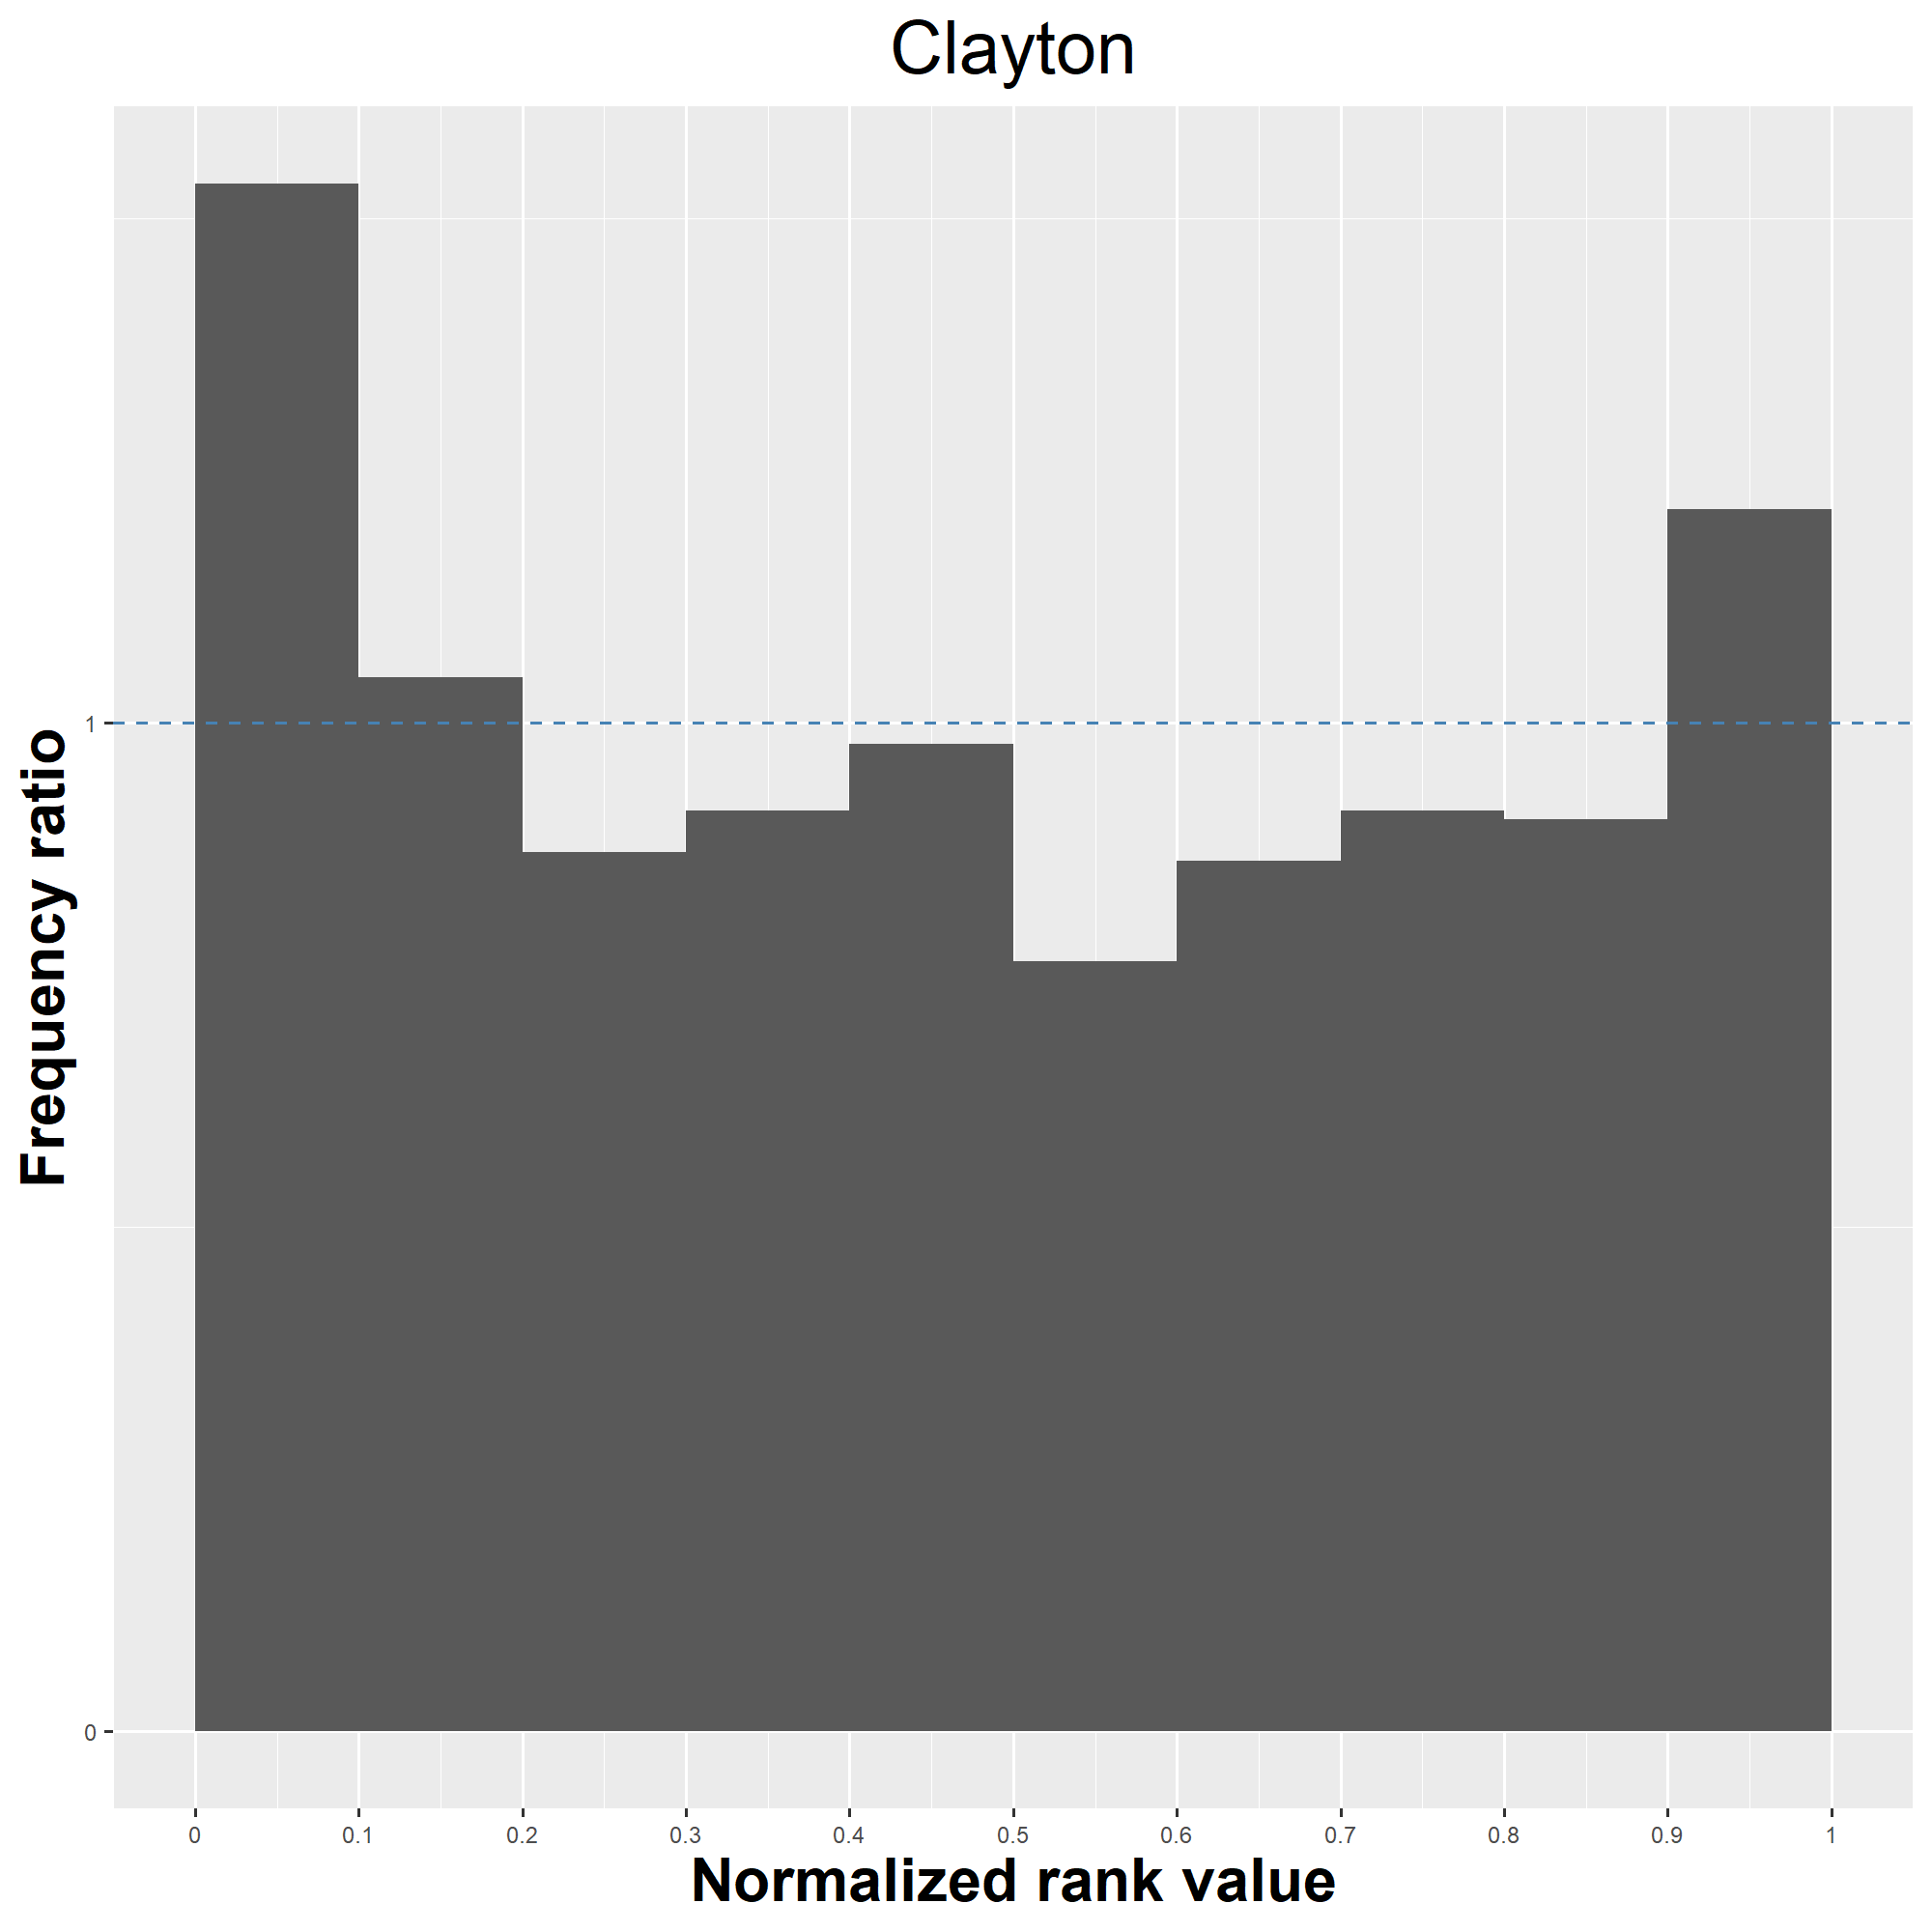 Clayton
Frequency ratio
1
0
0 0.1 0.2 0.3 0.4 0.5 0.6 0.7 0.8 0.9 1
Normalized rank value